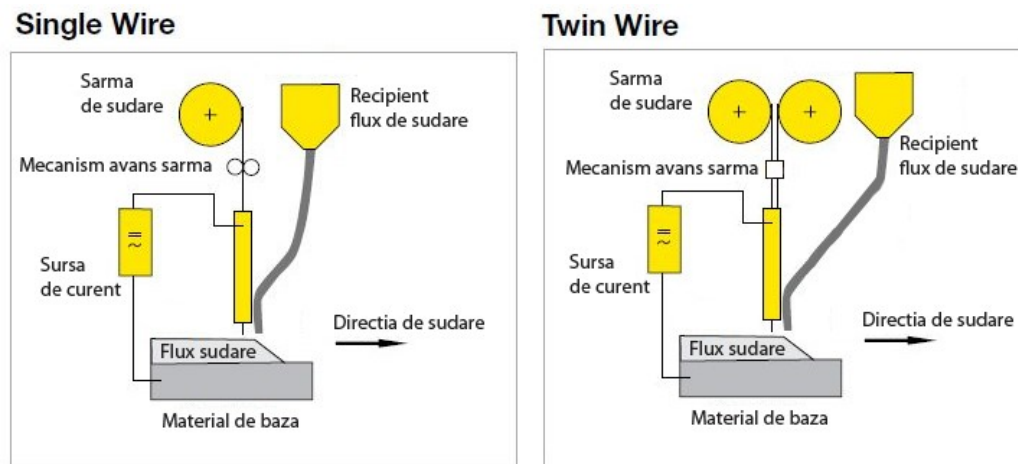 Single Wire
Sarma
de sudare
Recipient
flux de sudare
Mecanism avans sarma
Sursa
de curent
Directia de sudare
Flux sudare
Material de baza
Twin Wire
Sarma
de sudare
Recipient
flux de sudare
Mecanism avans sarma
Sursa
de curent
Directia de sudare
Flux sudare
Material de baza